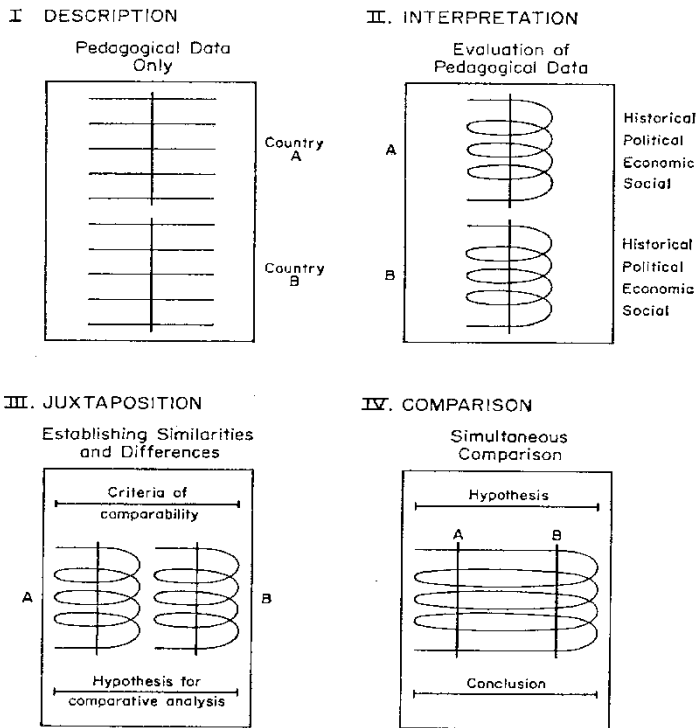 I DESCRIPTION
Pedagogical Data
Only
Country
A
Country
B
II. INTERPRETATION
Evaluation of
Pedagogical Data
A
Historical
Political
Economic
Social
B
Historical
Political
Economic
Social
III. JUXTAPOSITION
Establishing Similarities
and Differences
Criteria of
comparability
A
B
Hypothesis for
comparative analysis
IV. COMPARISON
Simultaneous
Comparison
Hypothesis
A B
Conclusion